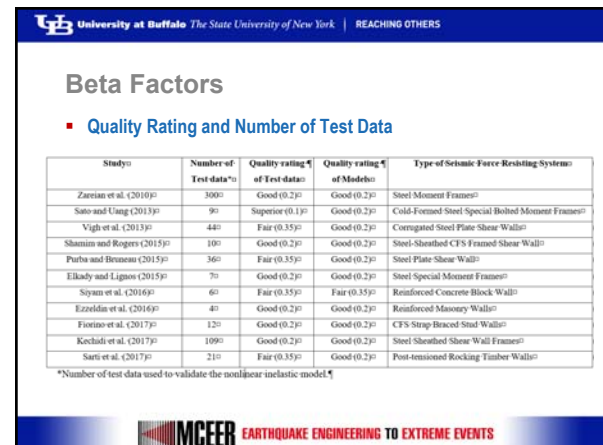 UB University at Buffalo The State University of New York | REACHING OTHERS
Beta Factors
▪ Quality Rating and Number of Test Data
Study Number of Test data* Quality rating of Test data Quality rating of Models Type of Seismic Force Resisting System
Zareian et al. (2010) 300 Good (0.2) Good (0.2) Steel Moment Frames
Sato and Uang (2013) 9 Superior (0.1) Good (0.2) Cold-Formed Steel Special Bolted Moment Frames
Vigh et al. (2013) 44 Fair (0.35) Good (0.2) Corrugated Steel Plate Shear Walls
Shamim and Rogers (2015) 10 Good (0.2) Good (0.2) Steel-Sheathed CFS Framed Shear Wall
Purba and Bruneau (2015) 36 Fair (0.35) Good (0.2) Steel Plate Shear Wall
Elkady and Lignos (2015) 7 Good (0.2) Good (0.2) Steel Special Moment Frames
Siyam et al. (2016) 6 Fair (0.35) Fair (0.35) Reinforced Concrete Block Wall
Ezzeldin et al. (2016) 4 Good (0.2) Good (0.2) Reinforced Masonry Walls
Fiorino et al. (2017) 12 Good (0.2) Good (0.2) CFS Strap Braced Stud Walls
Kechidi et al. (2017) 109 Good (0.2) Good (0.2) Steel Sheathed Shear Wall Frames
Sarti et al. (2017) 21 Fair (0.35) Good (0.2) Post-tensioned Rocking Timber Walls
*Number of test data used to validate the nonlinear inelastic model.
MCEER EARTHQUAKE ENGINEERING TO EXTREME EVENTS